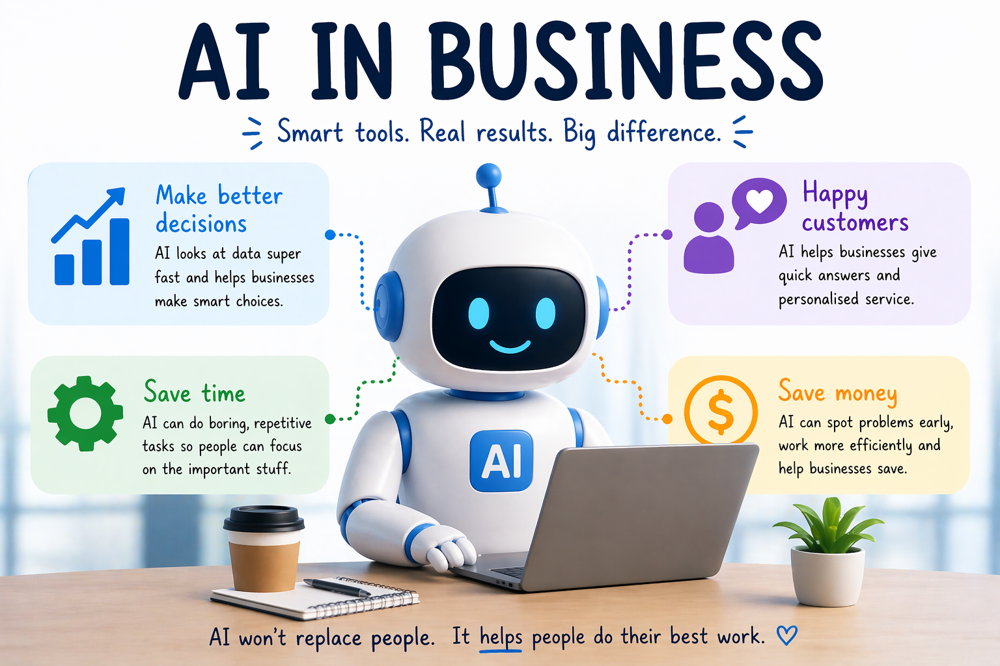 AI IN BUSINESS
Smart tools. Real results. Big difference.
Make better
decisions
AI looks at data super
fast and helps businesses
make smart choices.
Happy
customers
AI helps businesses give
quick answers and
personalised service.
Save time
AI can do boring, repetitive
tasks so people can focus
on the important stuff.
$
Save money
AI can spot problems early,
work more efficiently and
help businesses save.
AI
AI won't replace people. It helps people do their best work.